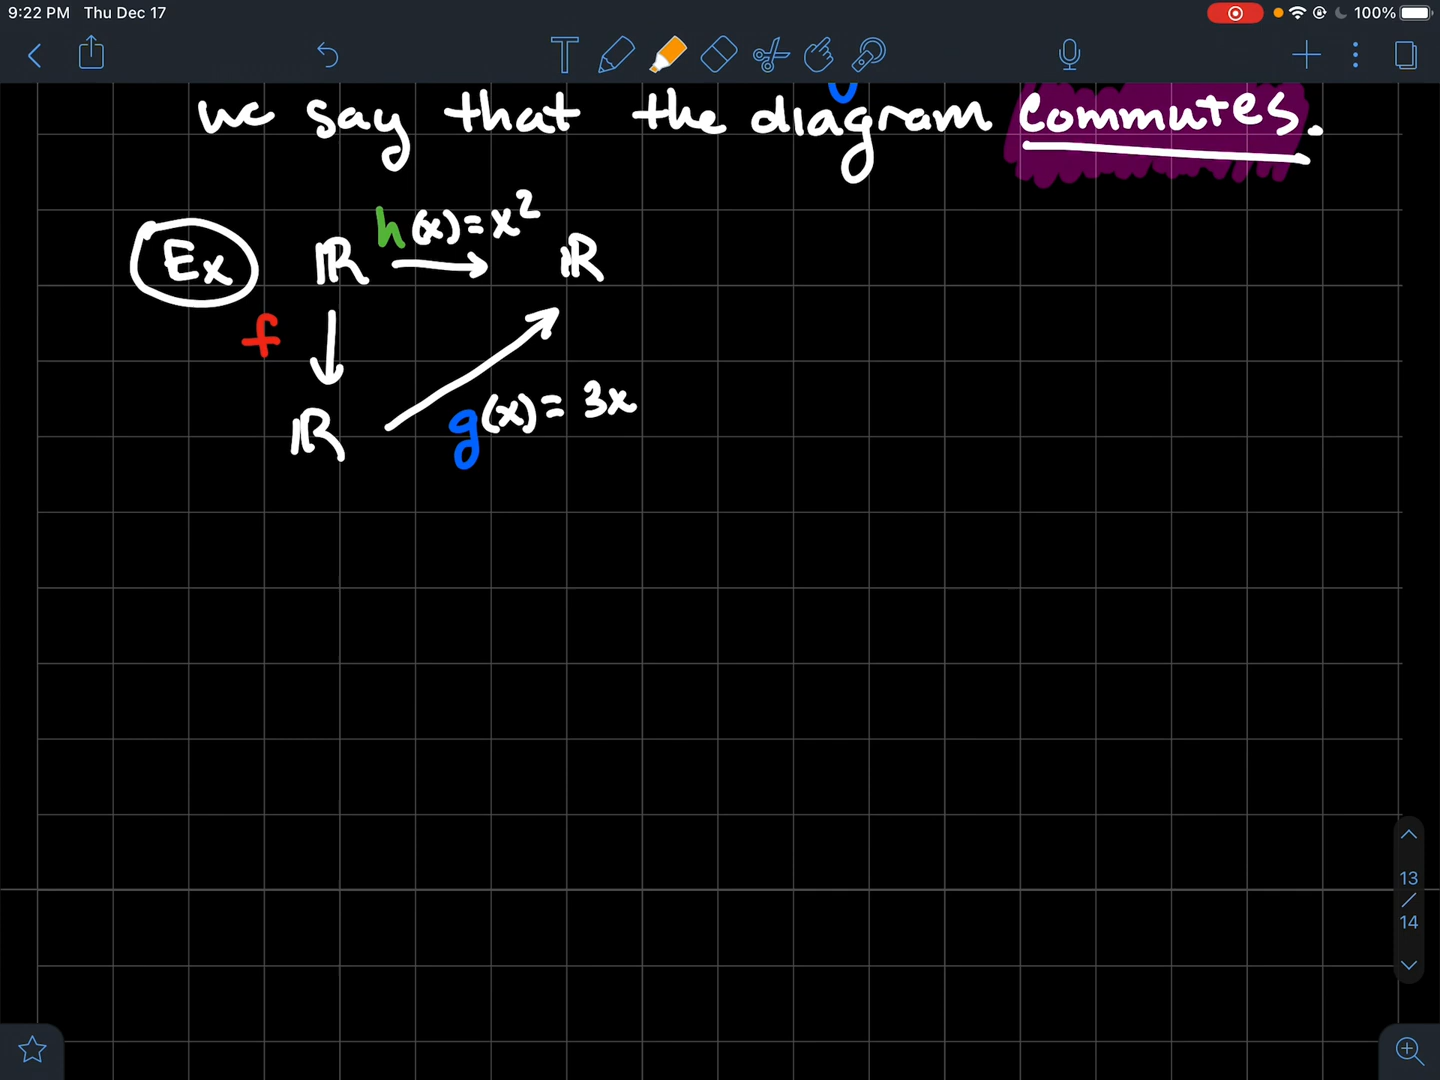 9:22 PM Thu Dec 17
100%
we say that the diagram commutes.
Ex ℝ h(x)=x² ℝ
f
ℝ g(x)= 3x
13
/
14